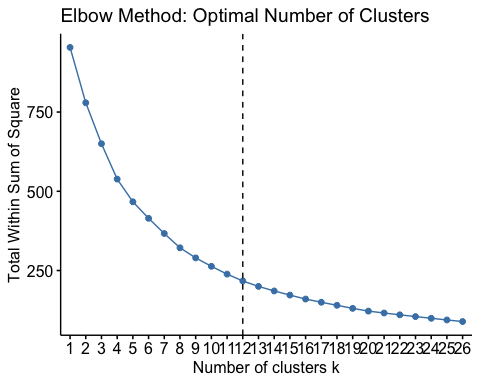 Elbow Method: Optimal Number of Clusters
Total Within Sum of Square
750
500
250
1 2 3 4 5 6 7 8 9 10 11 12 13 14 15 16 17 18 19 20 21 22 23 24 25 26
Number of clusters k